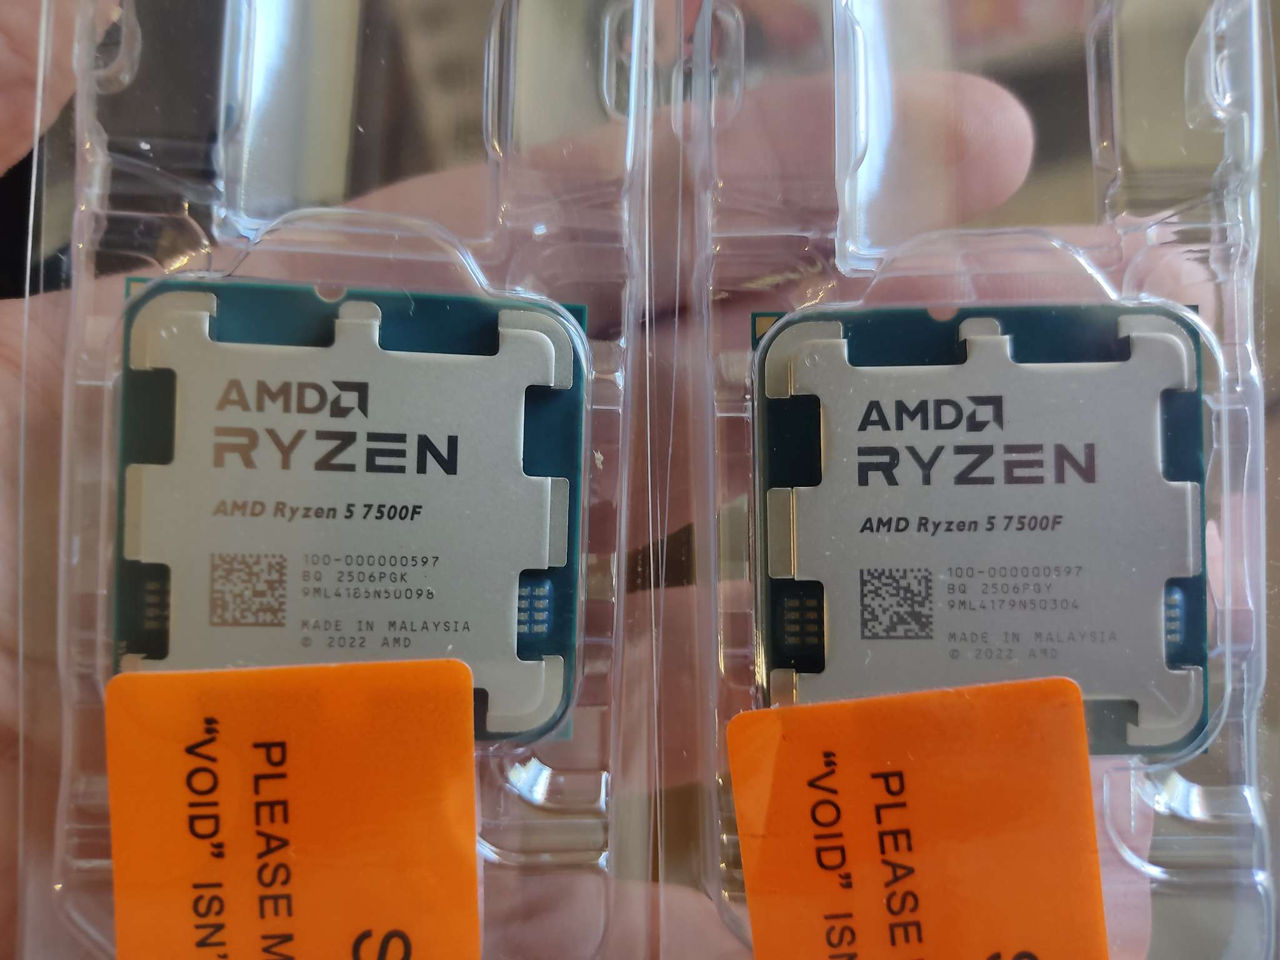 AMD
RYZEN
AMD Ryzen 5 7500F
100-000000597
BQ 2506PGK
9ML4185N50098
MADE IN MALAYSIA
© 2022 AMD
PLEASE M
"VOID" ISN'
S
AMD
RYZEN
AMD Ryzen 5 7500F
100-000000597
BQ 2506PGY
9ML4179N50304
MADE IN MALAYSIA
© 2022 AMD
PLEASE
"VOID" ISN
S